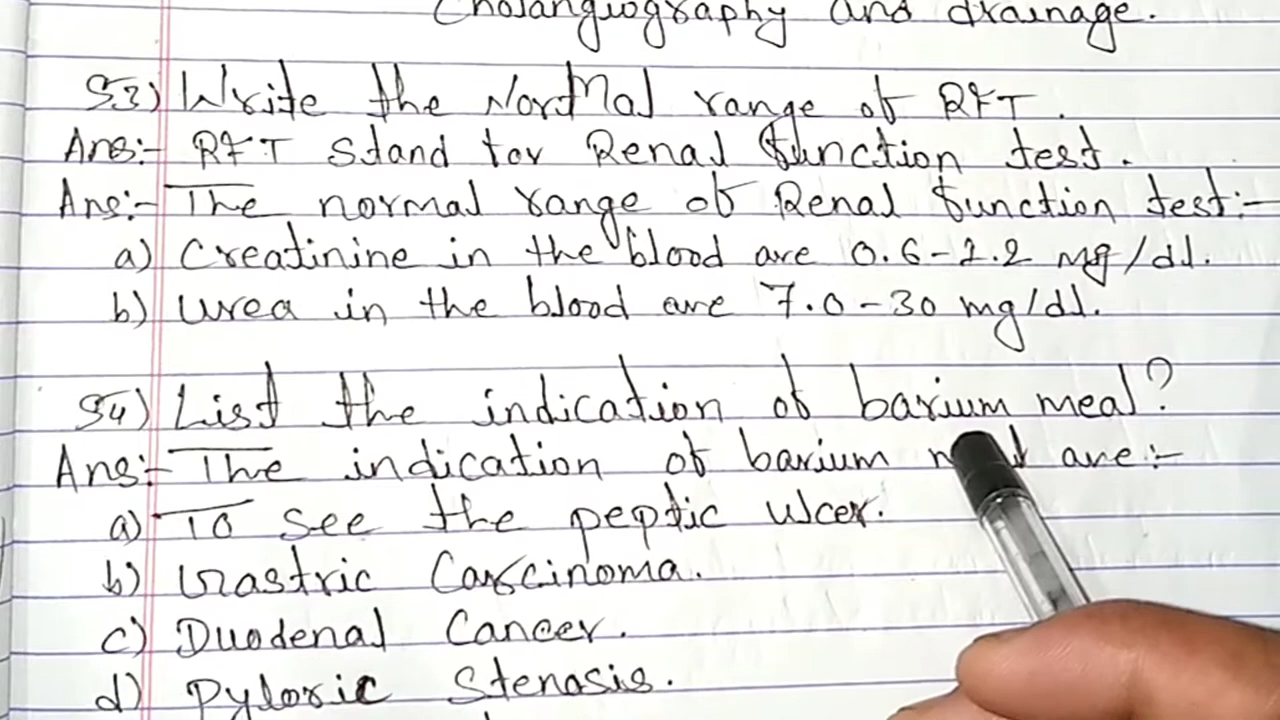 Cholangiography and drainage.
53) Write the Normal range of RFT.
Ans:- RFT stand for Renal function test.
Ans:- The normal range of Renal function test:-
a) Creatinine in the blood are 0.6-1.2 mg/dl.
b) Urea in the blood are 7.0-30 mg/dl.
54) List the indication of barium meal?
Ans:- The indication of barium are:-
a) To see the peptic ulcer.
b) Gastric Carcinoma.
c) Duodenal Cancer.
d) Pyloric Stenosis.